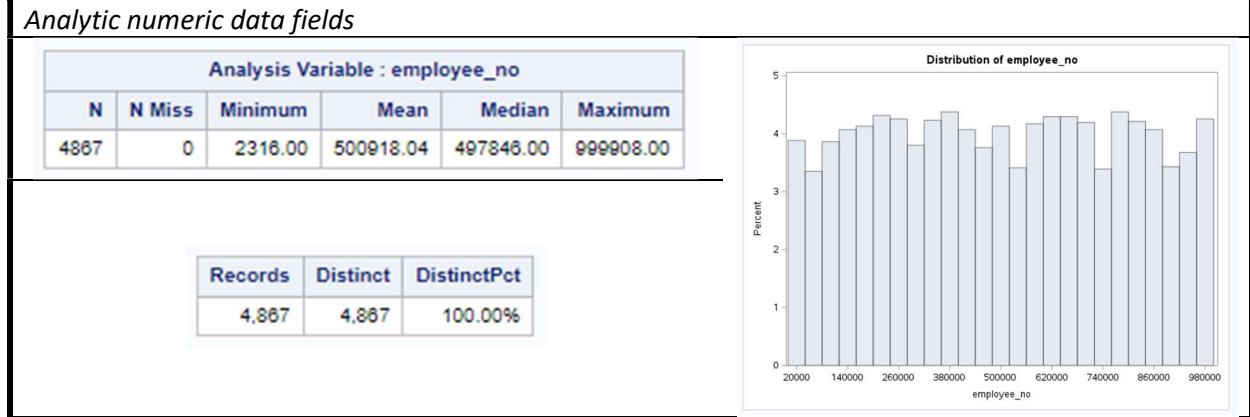 Analytic numeric data fields
Analysis Variable : employee_no
N N Miss Minimum Mean Median Maximum
4867 0 2316.00 500918.04 497846.00 999908.00
Records Distinct DistinctPct
4,867 4,867 100.00%
Distribution of employee_no
5
4
3
2
1
0
Percent
20000 140000 260000 380000 500000 620000 740000 860000 980000
employee_no